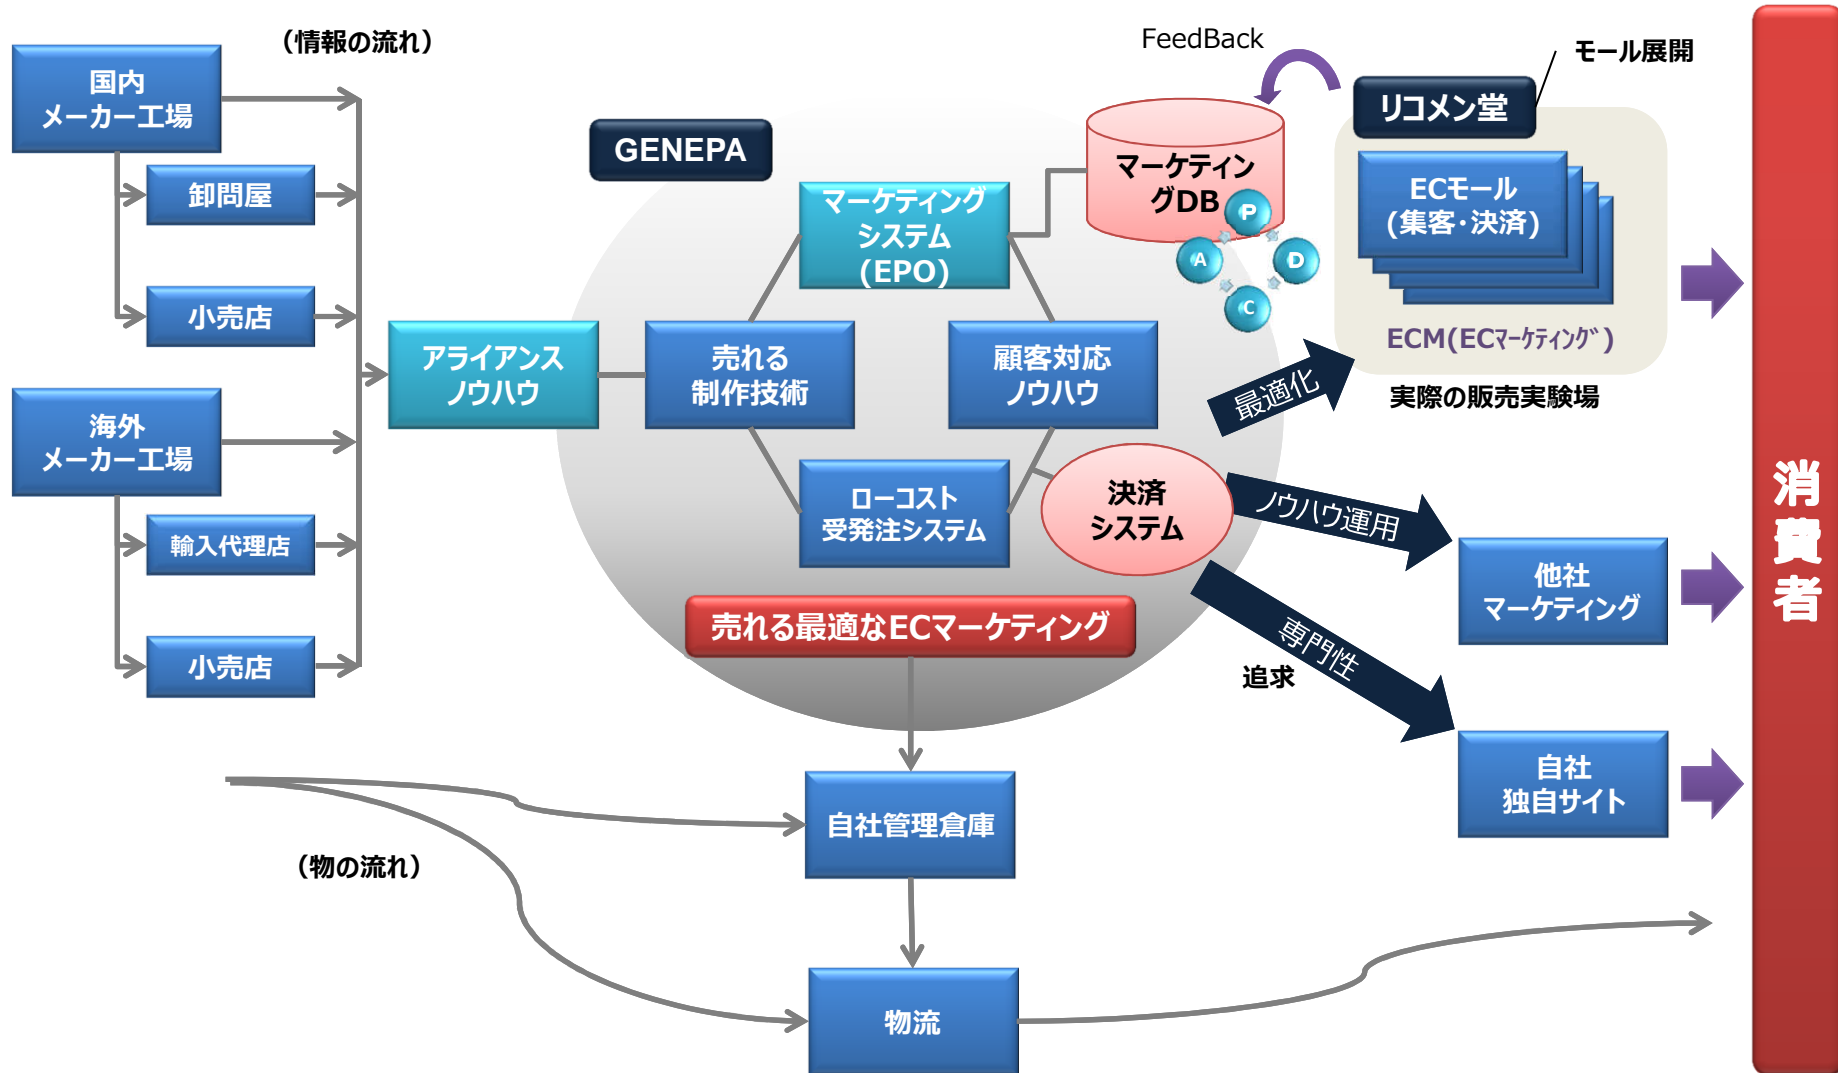 （情報の流れ）
国内
メーカー工場
卸問屋
小売店
海外
メーカー工場
輸入代理店
小売店
アライアンス
ノウハウ
GENEPA
マーケティング
システム
(EPO)
売れる
制作技術
顧客対応
ノウハウ
ローコスト
受発注システム
決済
システム
売れる最適なECマーケティング
FeedBack
マーケティン
グDB
P
D
C
A
モール展開
リコメン堂
ECモール
(集客・決済)
ECM(ECﾏｰｹﾃｨﾝｸﾞ)
実際の販売実験場
最適化
ノウハウ運用
専門性
追求
他社
マーケティング
自社
独自サイト
消費者
（物の流れ）
自社管理倉庫
物流